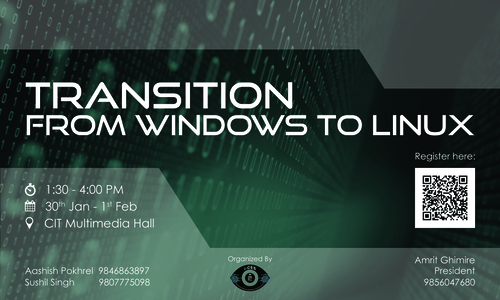 TRANSITION
FROM WINDOWS TO LINUX
Register here:
1:30 - 4:00 PM
30th Jan - 1st Feb
CIT Multimedia Hall
Organized By
Aashish Pokhrel 9846863897
Sushil Singh 9807775098
Amrit Ghimire
President
9856047680